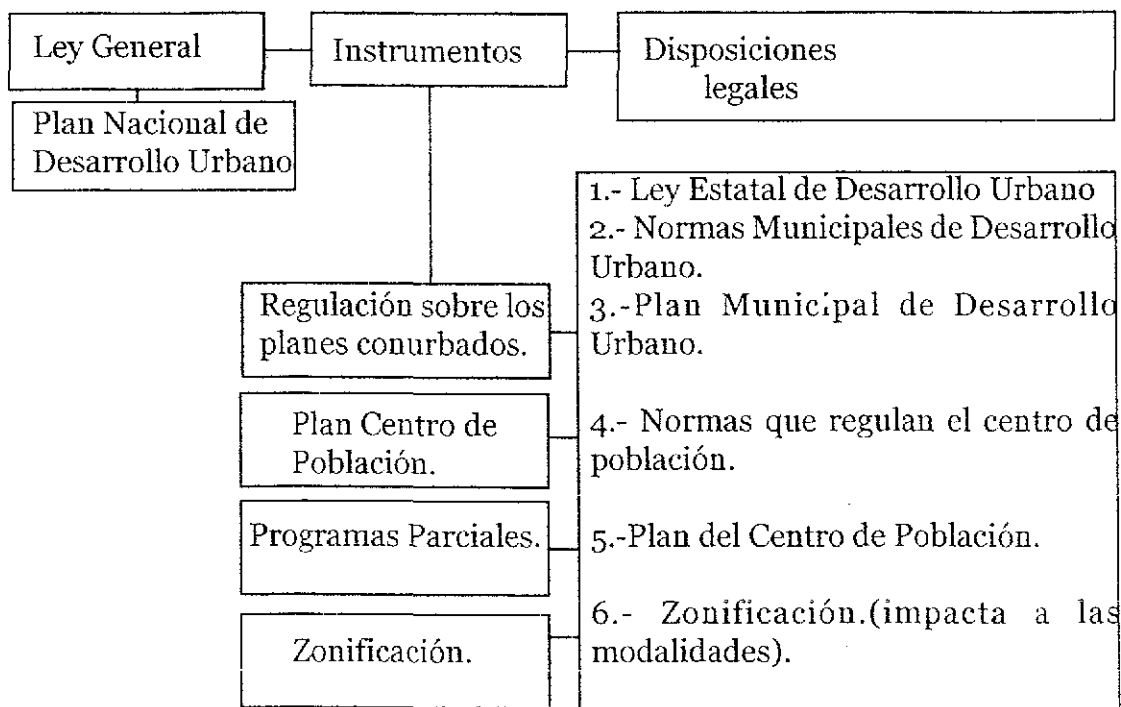 Ley General
Instrumentos
Disposiciones
legales
Plan Nacional de
Desarrollo Urbano
Regulación sobre los
planes conurbados.
Plan Centro de
Población.
Programas Parciales.
Zonificación.
1.- Ley Estatal de Desarrollo Urbano
2.- Normas Municipales de Desarrollo
Urbano.
3.-Plan Municipal de Desarrollo
Urbano.
4.- Normas que regulan el centro de
población.
5.-Plan del Centro de Población.
6.- Zonificación.(impacta a las
modalidades).